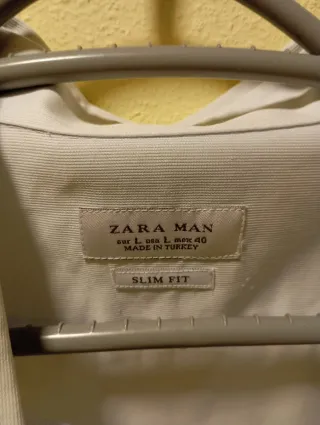 ZARA MAN
EUR L USA L MEX 40
MADE IN TURKEY
SLIM FIT